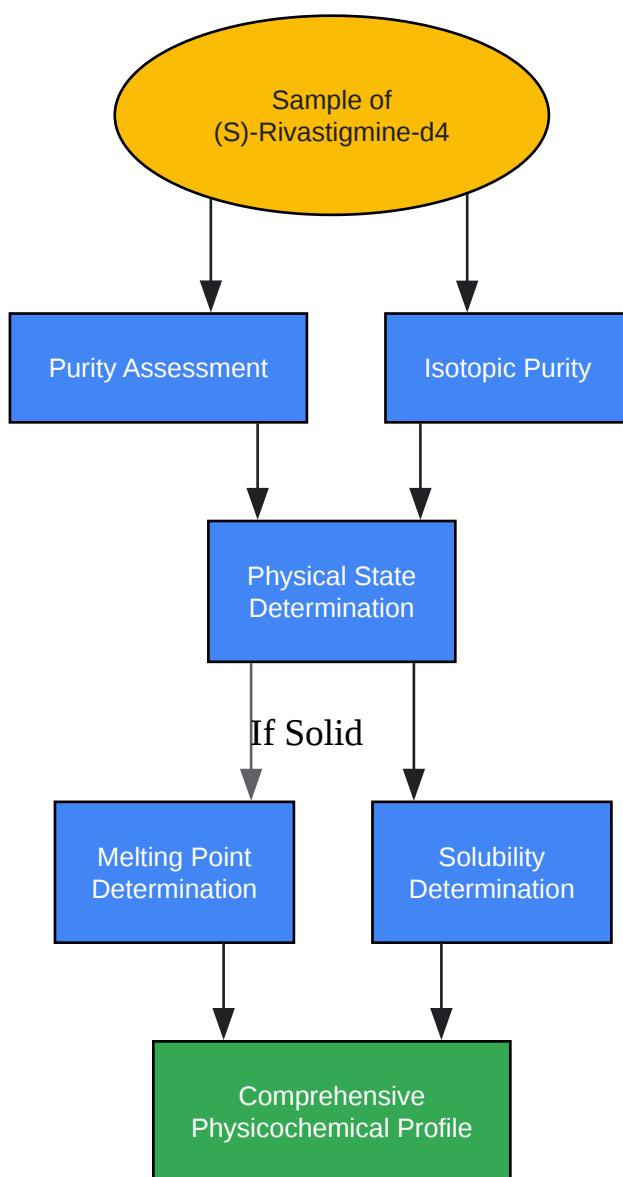 Sample of
(S)-Rivastigmine-d4
Purity Assessment
Isotopic Purity
Physical State
Determination
If Solid
Melting Point
Determination
Solubility
Determination
Comprehensive
Physicochemical Profile